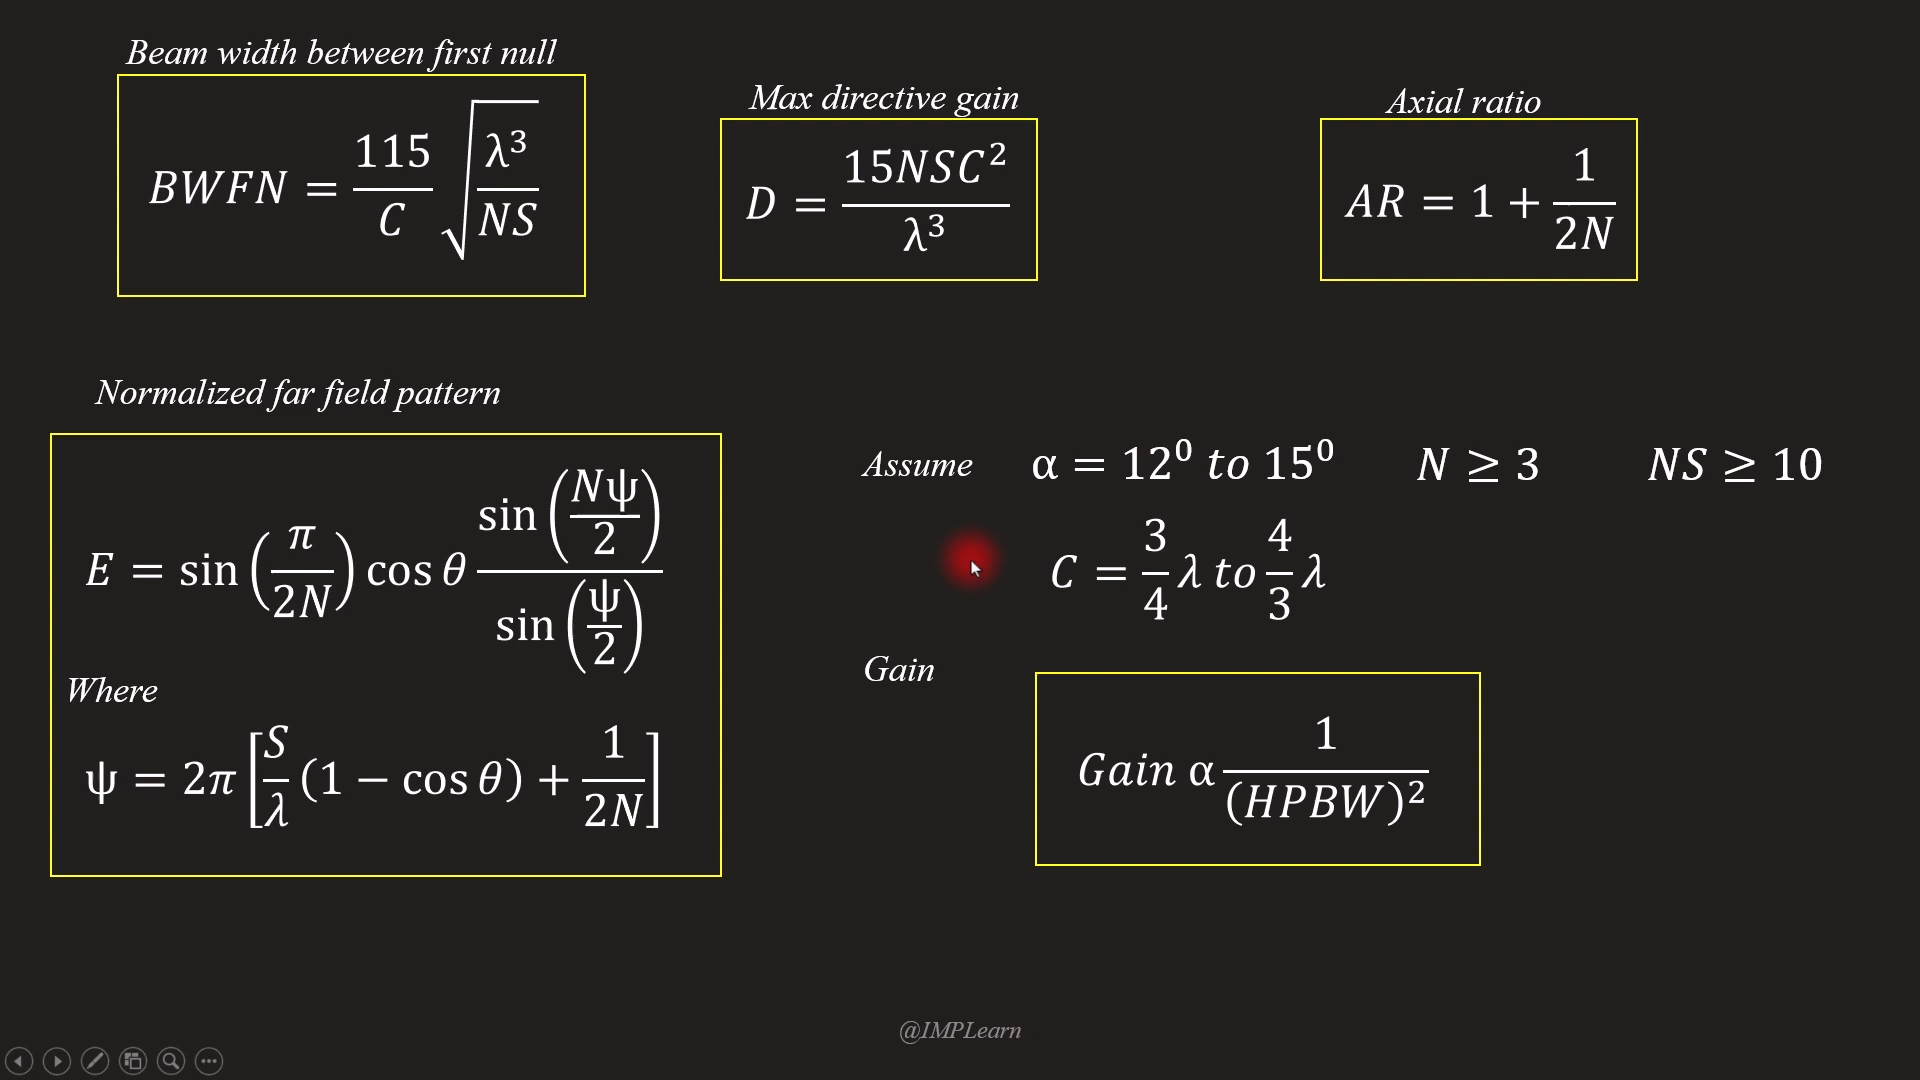 Beam width between first null
BWFN = 115/C √(λ³/NS)
Max directive gain
D = 15NSC²/λ³
Axial ratio
AR = 1 + 1/2N
Normalized far field pattern
E = sin(π/2N) cos θ sin(Nψ/2)/sin(ψ/2)
Where
ψ = 2π[S/λ (1 − cos θ) + 1/2N]
Assume α = 12⁰ to 15⁰ N ≥ 3 NS ≥ 10
C = 3/4 λ to 4/3 λ
Gain
Gain α 1/(HPBW)²
@IMPLearn